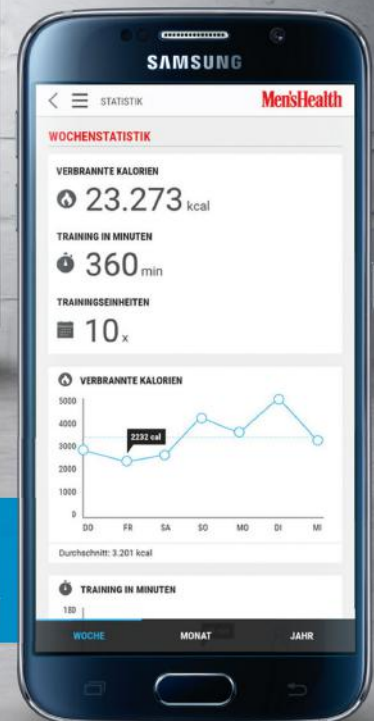 SAMSUNG
STATISTIK
Men'sHealth
WOCHENSTATISTIK
VERBRANNTE KALORIEN
23.273 kcal
TRAINING IN MINUTEN
360 min
TRAININGSEINHEITEN
10 x
VERBRANNTE KALORIEN
5000
4000
3000
2000
1000
0
2232 cal
DO FR SA SO MO DI MI
Durchschnitt: 3.201 kcal
TRAINING IN MINUTEN
180
WOCHE MONAT JAHR